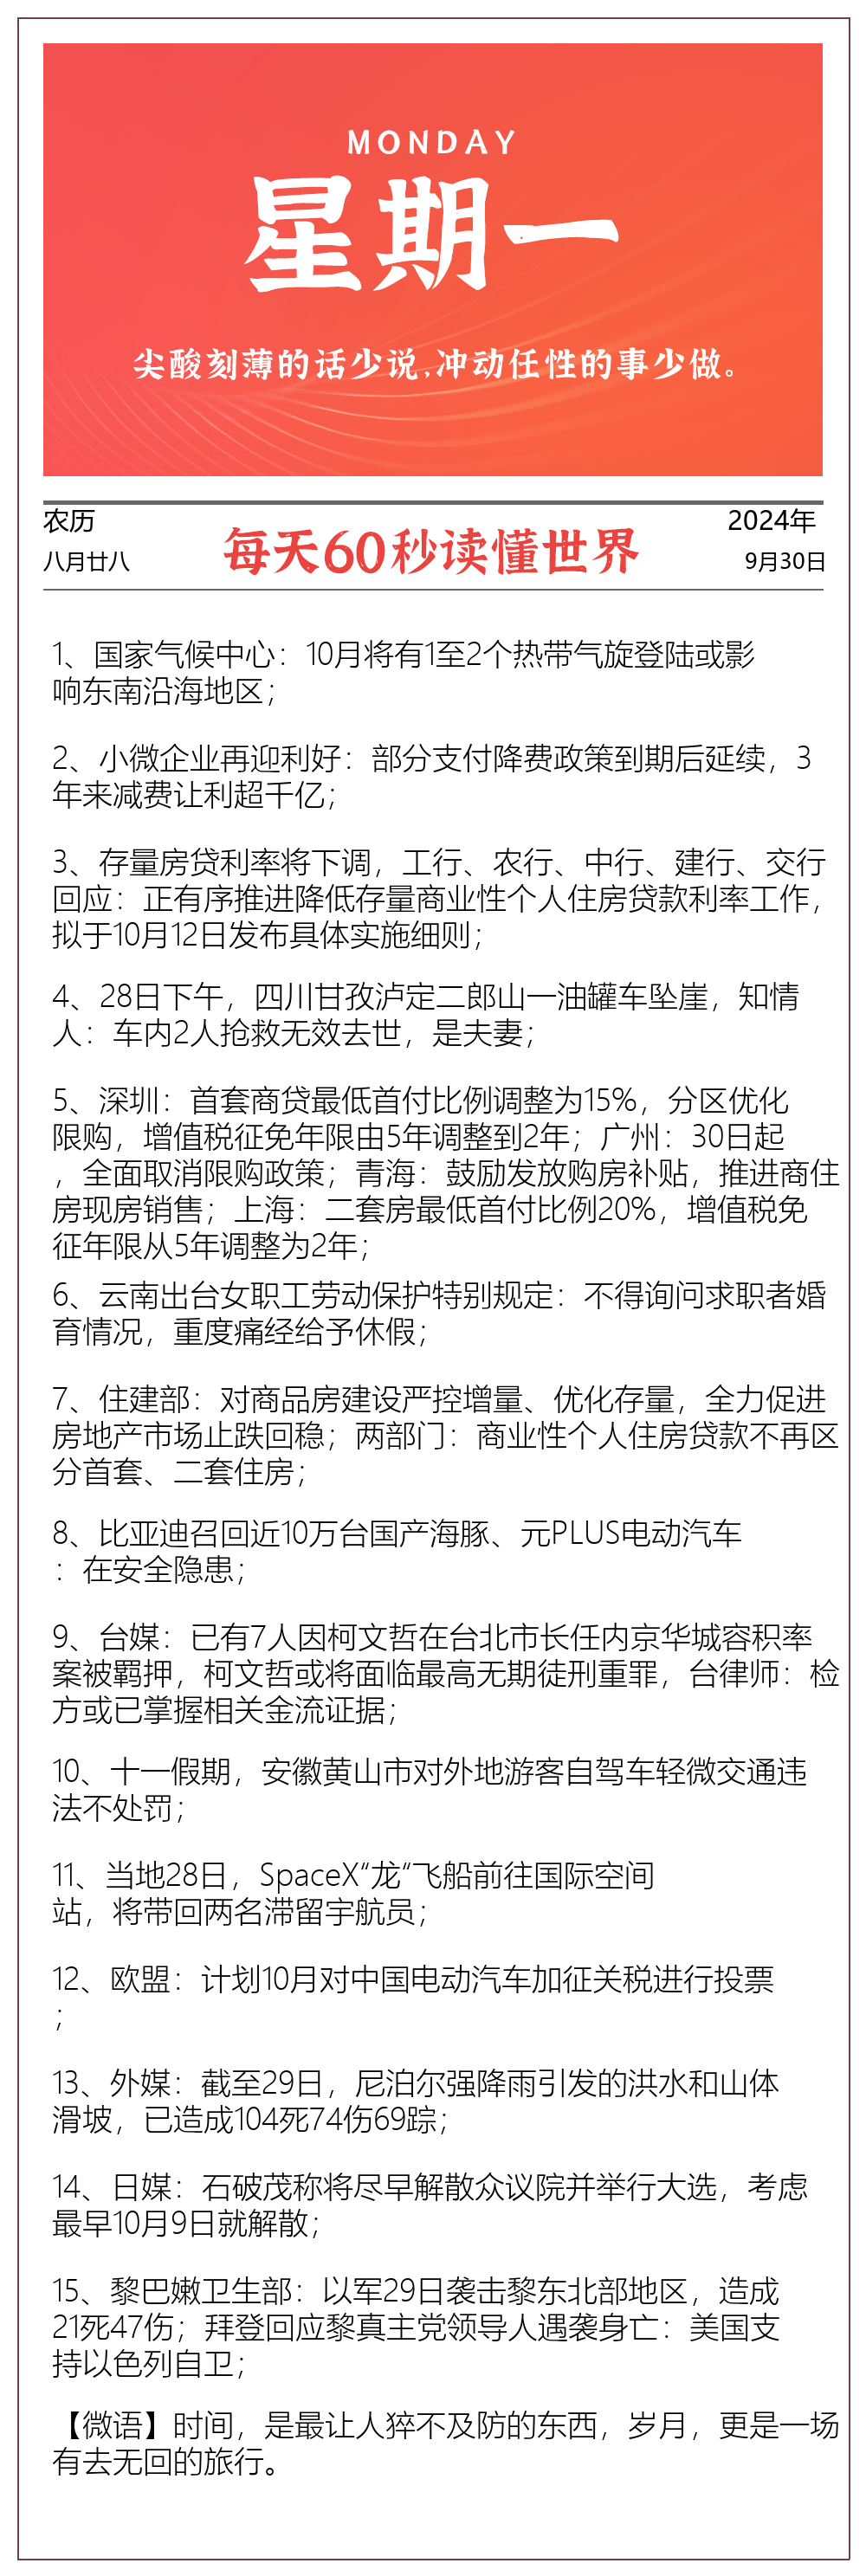 MONDAY
星期一
尖酸刻薄的话少说,冲动任性的事少做。
农历
八月廿八
每天60秒读懂世界
2024年
9月30日
1、国家气候中心：10月将有1至2个热带气旋登陆或影
响东南沿海地区；
2、小微企业再迎利好：部分支付降费政策到期后延续，3
年来减费让利超千亿；
3、存量房贷利率将下调，工行、农行、中行、建行、交行
回应：正有序推进降低存量商业性个人住房贷款利率工作，
拟于10月12日发布具体实施细则；
4、28日下午，四川甘孜泸定二郎山一油罐车坠崖，知情
人：车内2人抢救无效去世，是夫妻；
5、深圳：首套商贷最低首付比例调整为15%，分区优化
限购，增值税征免年限由5年调整到2年；广州：30日起
，全面取消限购政策；青海：鼓励发放购房补贴，推进商住
房现房销售；上海：二套房最低首付比例20%，增值税免
征年限从5年调整为2年；
6、云南出台女职工劳动保护特别规定：不得询问求职者婚
育情况，重度痛经给予休假；
7、住建部：对商品房建设严控增量、优化存量，全力促进
房地产市场止跌回稳；两部门：商业性个人住房贷款不再区
分首套、二套住房；
8、比亚迪召回近10万台国产海豚、元PLUS电动汽车
：在安全隐患；
9、台媒：已有7人因柯文哲在台北市长任内京华城容积率
案被羁押，柯文哲或将面临最高无期徒刑重罪，台律师：检
方或已掌握相关金流证据；
10、十一假期，安徽黄山市对外地游客自驾车轻微交通违
法不处罚；
11、当地28日，SpaceX“龙“飞船前往国际空间
站，将带回两名滞留宇航员；
12、欧盟：计划10月对中国电动汽车加征关税进行投票
；
13、外媒：截至29日，尼泊尔强降雨引发的洪水和山体
滑坡，已造成104死74伤69踪；
14、日媒：石破茂称将尽早解散众议院并举行大选，考虑
最早10月9日就解散；
15、黎巴嫩卫生部：以军29日袭击黎东北部地区，造成
21死47伤；拜登回应黎真主党领导人遇袭身亡：美国支
持以色列自卫；
【微语】时间，是最让人猝不及防的东西，岁月，更是一场
有去无回的旅行。